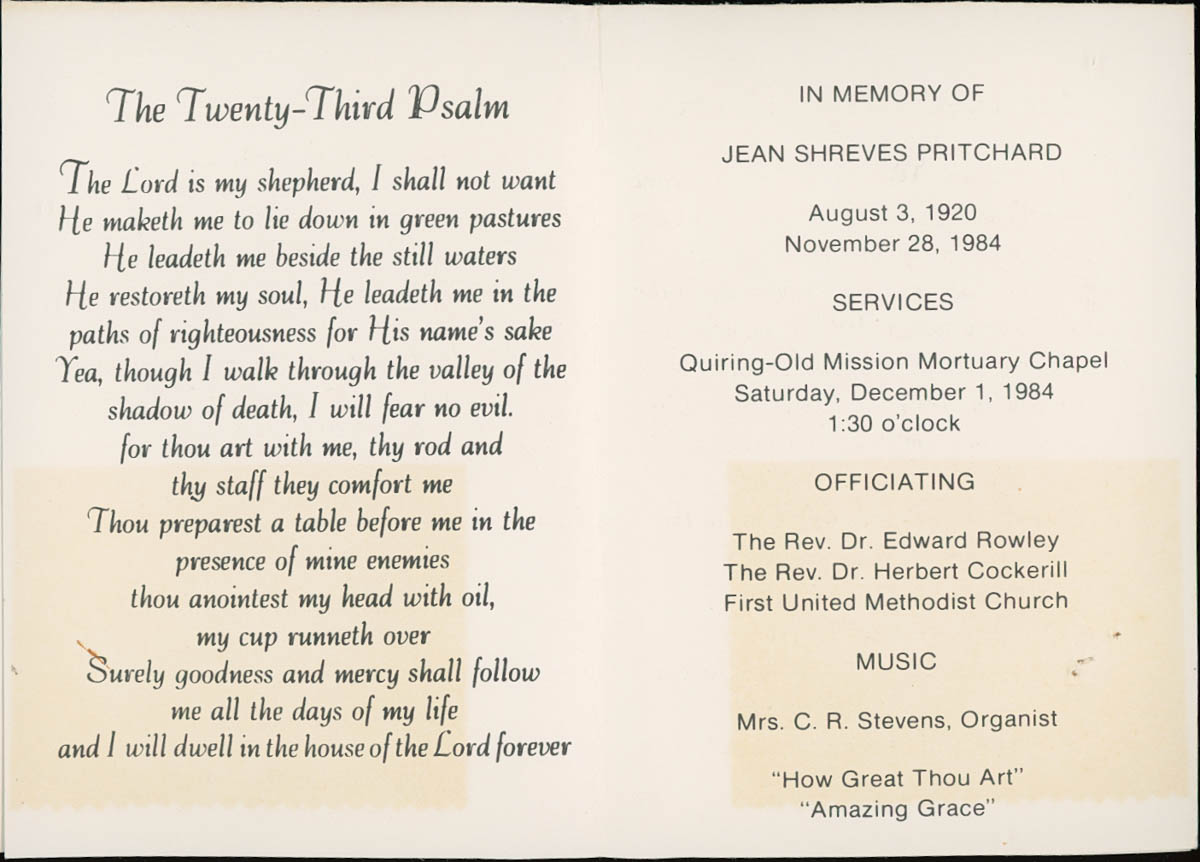 The Twenty-Third Psalm
The Lord is my shepherd, I shall not want
He maketh me to lie down in green pastures
He leadeth me beside the still waters
He restoreth my soul, He leadeth me in the
paths of righteousness for His name's sake
Yea, though I walk through the valley of the
shadow of death, I will fear no evil.
for thou art with me, thy rod and
thy staff they comfort me
Thou preparest a table before me in the
presence of mine enemies
thou anointest my head with oil,
my cup runneth over
Surely goodness and mercy shall follow
me all the days of my life
and I will dwell in the house of the Lord forever
IN MEMORY OF
JEAN SHREVES PRITCHARD
August 3, 1920
November 28, 1984
SERVICES
Quiring-Old Mission Mortuary Chapel
Saturday, December 1, 1984
1:30 o'clock
OFFICIATING
The Rev. Dr. Edward Rowley
The Rev. Dr. Herbert Cockerill
First United Methodist Church
MUSIC
Mrs. C. R. Stevens, Organist
"How Great Thou Art"
"Amazing Grace"